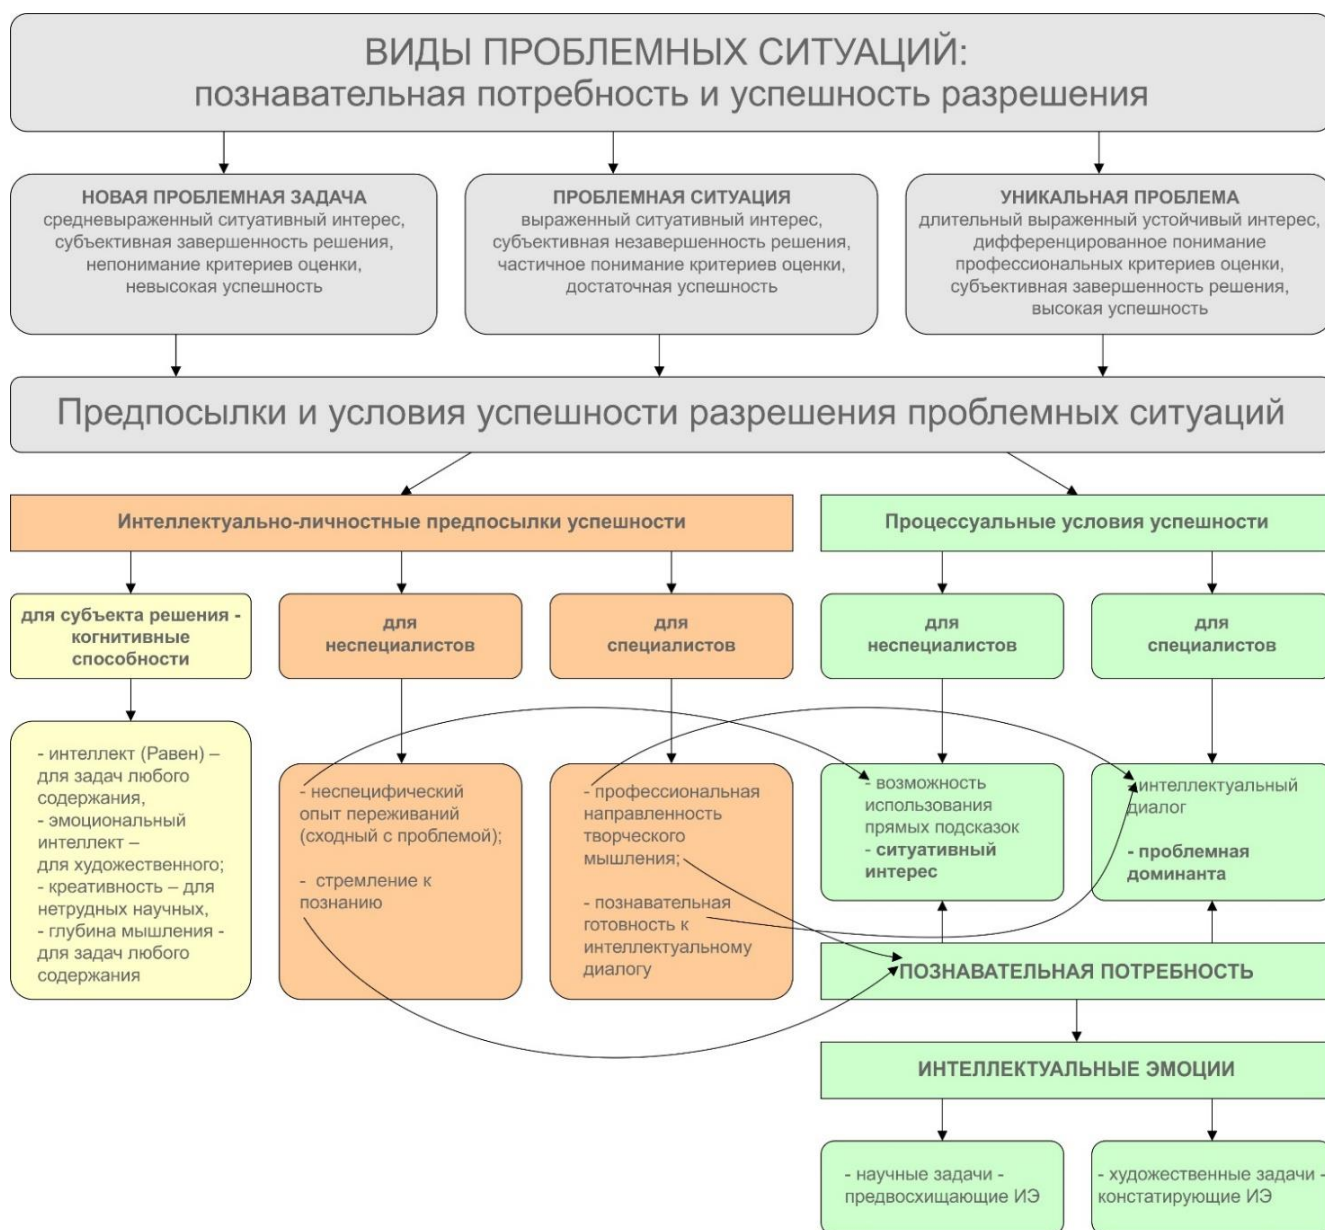 ВИДЫ ПРОБЛЕМНЫХ СИТУАЦИЙ:
познавательная потребность и успешность разрешения
НОВАЯ ПРОБЛЕМНАЯ ЗАДАЧА
средневыраженный ситуативный интерес,
субъективная завершенность решения,
непонимание критериев оценки,
невысокая успешность
ПРОБЛЕМНАЯ СИТУАЦИЯ
выраженный ситуативный интерес,
субъективная незавершенность решения,
частичное понимание критериев оценки,
достаточная успешность
УНИКАЛЬНАЯ ПРОБЛЕМА
длительный выраженный устойчивый интерес,
дифференцированное понимание
профессиональных критериев оценки,
субъективная завершенность решения,
высокая успешность
Предпосылки и условия успешности разрешения проблемных ситуаций
Интеллектуально-личностные предпосылки успешности
Процессуальные условия успешности
для субъекта решения -
когнитивные
способности
для
неспециалистов
для
специалистов
для
неспециалистов
для
специалистов
- интеллект (Равен) –
для задач любого
содержания,
- эмоциональный
интеллект –
для художественного;
- креативность – для
нетрудных научных,
- глубина мышления -
для задач любого
содержания
- неспецифический
опыт переживаний
(сходный с проблемой);
- стремление к
познанию
- профессиональная
направленность
творческого
мышления;
- познавательная
готовность к
интеллектуальному
диалогу
- возможность
использования
прямых подсказок
- ситуативный
интерес
- интеллектуальный
диалог
- проблемная
доминанта
ПОЗНАВАТЕЛЬНАЯ ПОТРЕБНОСТЬ
ИНТЕЛЛЕКТУАЛЬНЫЕ ЭМОЦИИ
- научные задачи -
предвосхищающие ИЭ
- художественные задачи -
констатирующие ИЭ